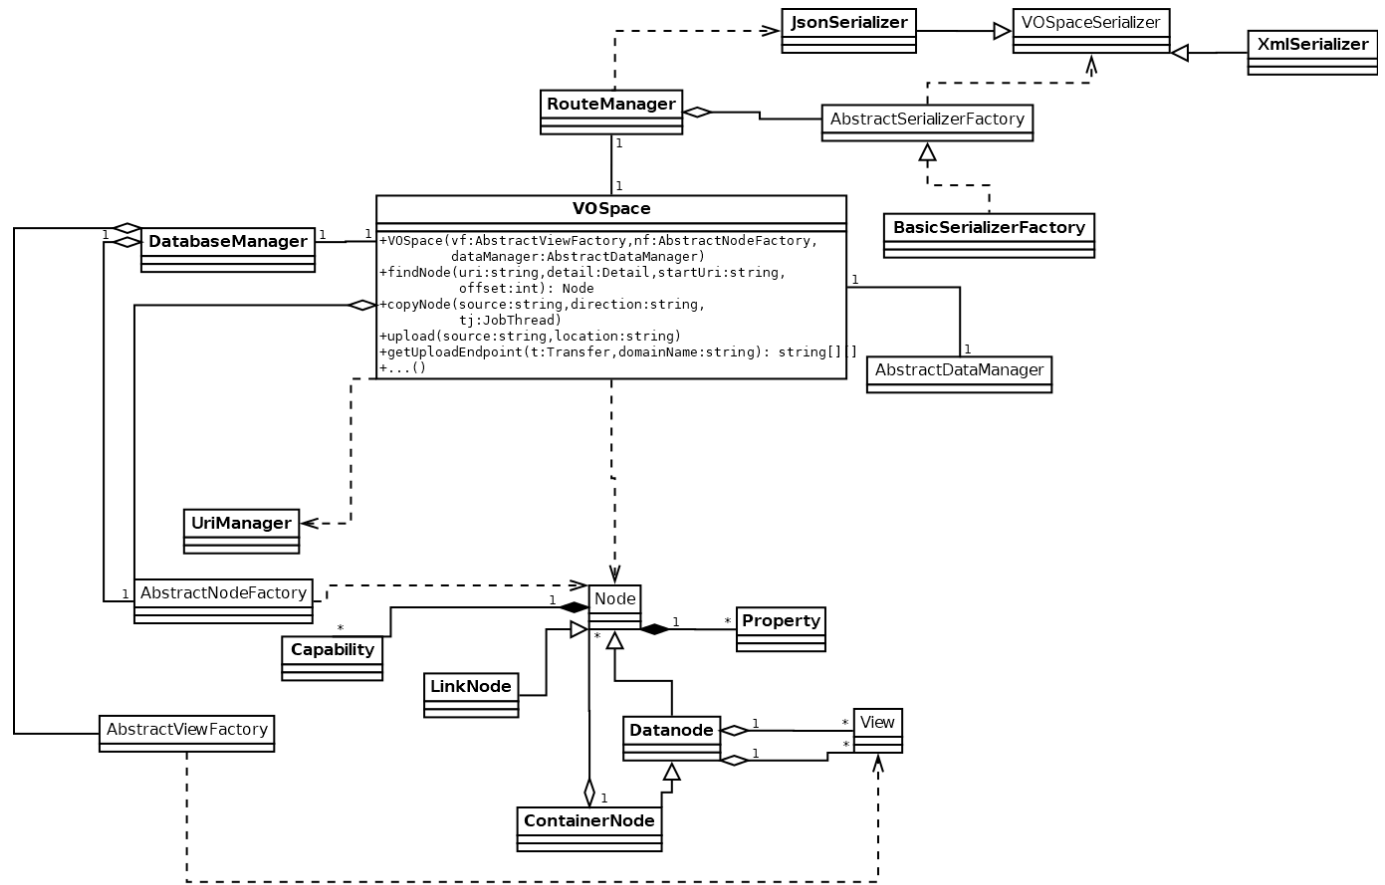 JsonSerializer
VOSpaceSerializer
XmlSerializer
RouteManager
AbstractSerializerFactory
1
1
BasicSerializerFactory
VOSpace
+VOSpace(vf:AbstractViewFactory,nf:AbstractNodeFactory,
dataManager:AbstractDataManager)
+findNode(uri:string,detail:Detail,startUri:string,
offset:int): Node
+copyNode(source:string,direction:string,
tj:JobThread)
+upload(source:string,location:string)
+getUploadEndpoint(t:Transfer,domainName:string): string[][]
+...()
1
DatabaseManager
1
1
1
1
AbstractDataManager
UriManager
1
AbstractNodeFactory
Node
1
*
Capability
*
1
*
Property
LinkNode
AbstractViewFactory
Datanode
1
*
View
1
*
1
ContainerNode